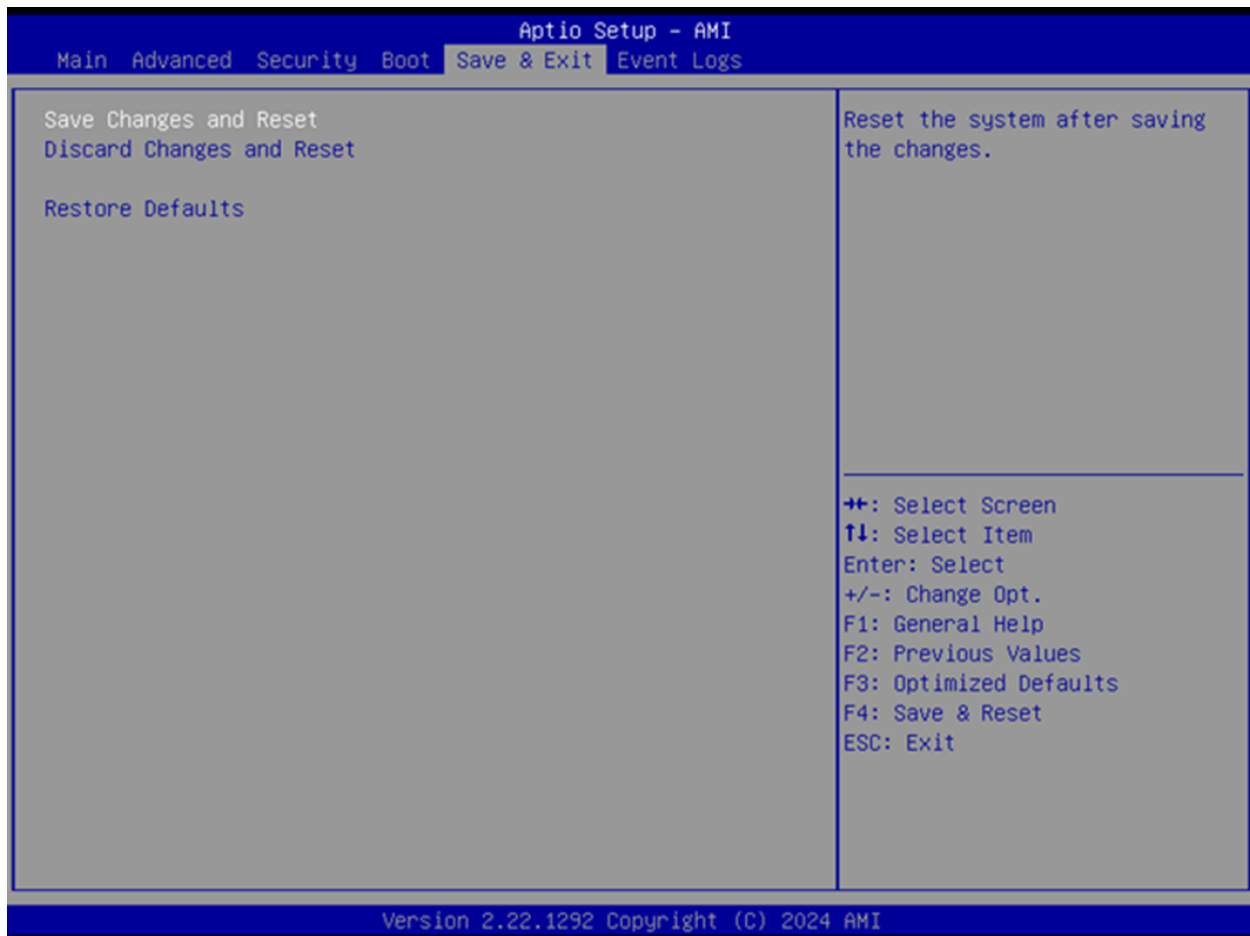 Aptio Setup – AMI
Main Advanced Security Boot Save & Exit Event Logs
Save Changes and Reset
Discard Changes and Reset
Restore Defaults
Reset the system after saving
the changes.
→←: Select Screen
↑↓: Select Item
Enter: Select
+/-: Change Opt.
F1: General Help
F2: Previous Values
F3: Optimized Defaults
F4: Save & Reset
ESC: Exit
Version 2.22.1292 Copyright (C) 2024 AMI